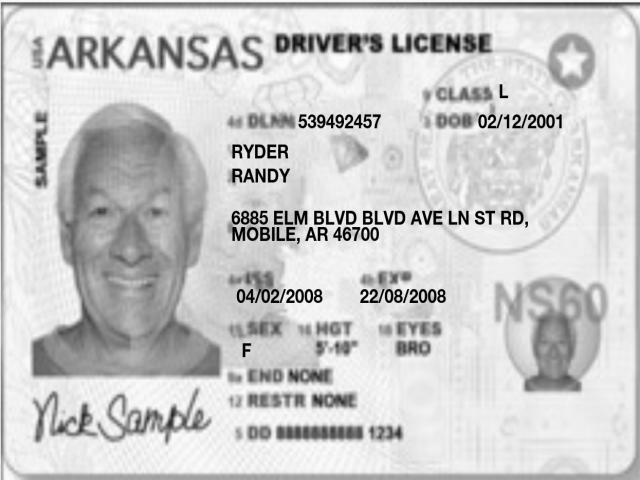 USA ARKANSAS DRIVER'S LICENSE
SAMPLE
9 CLASS L
4d DLNN 539492457 3 DOB 02/12/2001
RYDER
RANDY
6885 ELM BLVD BLVD AVE LN ST RD,
MOBILE, AR 46700
ISS EXP
04/02/2008 22/08/2008
NS60
15 SEX 16 HGT 18 EYES
F 5'-10" BRO
9a END NONE
12 RESTR NONE
5 DD 8888888888 1234
Nick Sample